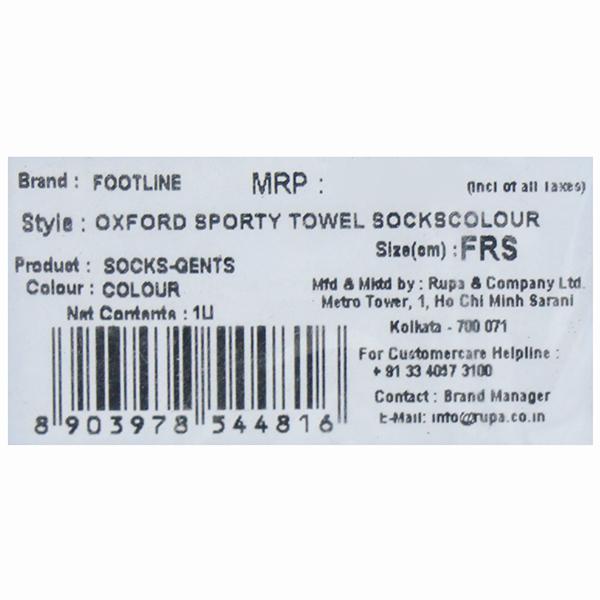 Brand : FOOTLINE MRP : (Incl of all Taxes)
Style : OXFORD SPORTY TOWEL SOCKSCOLOUR
Size(cm) : FRS
Product : SOCKS-GENTS
Colour : COLOUR
Net Contents : 1U
Mfd & Mktd by : Rupa & Company Ltd.
Metro Tower, 1, Ho Chi Minh Sarani
Kolkata - 700 071
For Customercare Helpline :
+ 91 33 4057 3100
Contact : Brand Manager
E-Mail: info@rupa.co.in
8 903978 544816